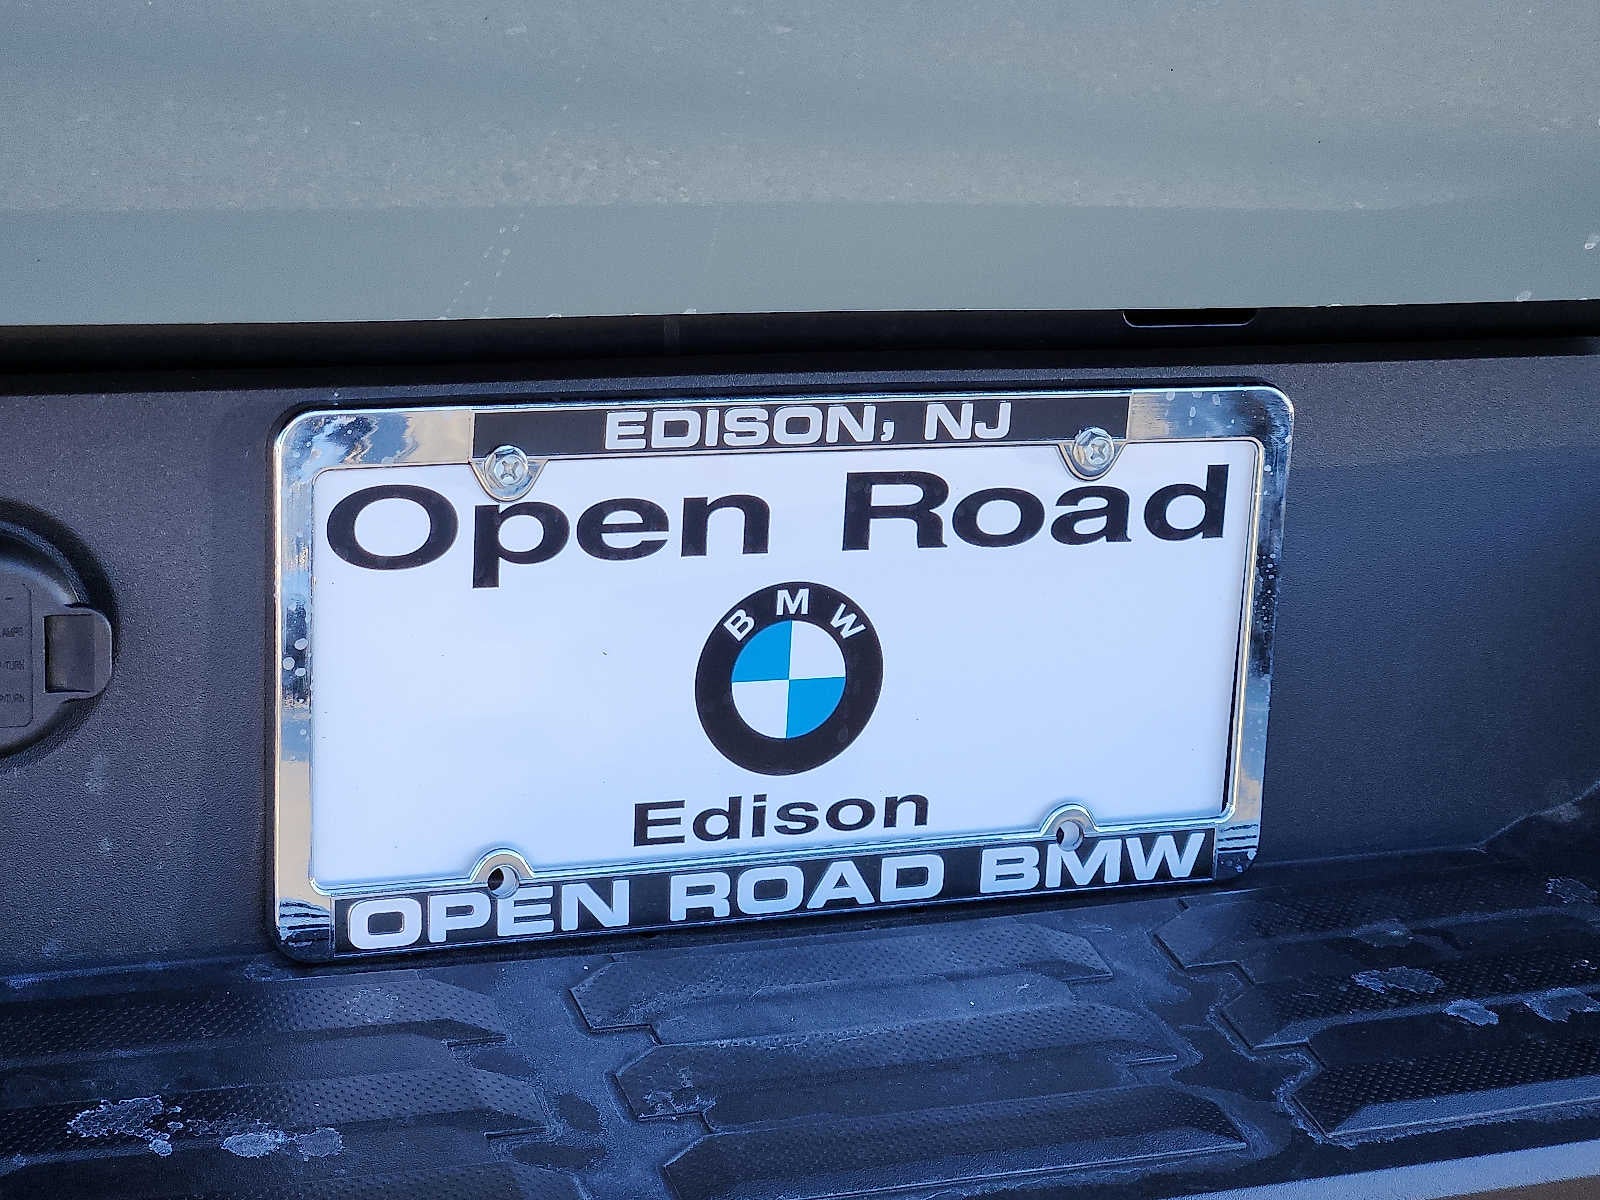 EDISON, NJ
Open Road
BMW
Edison
OPEN ROAD BMW